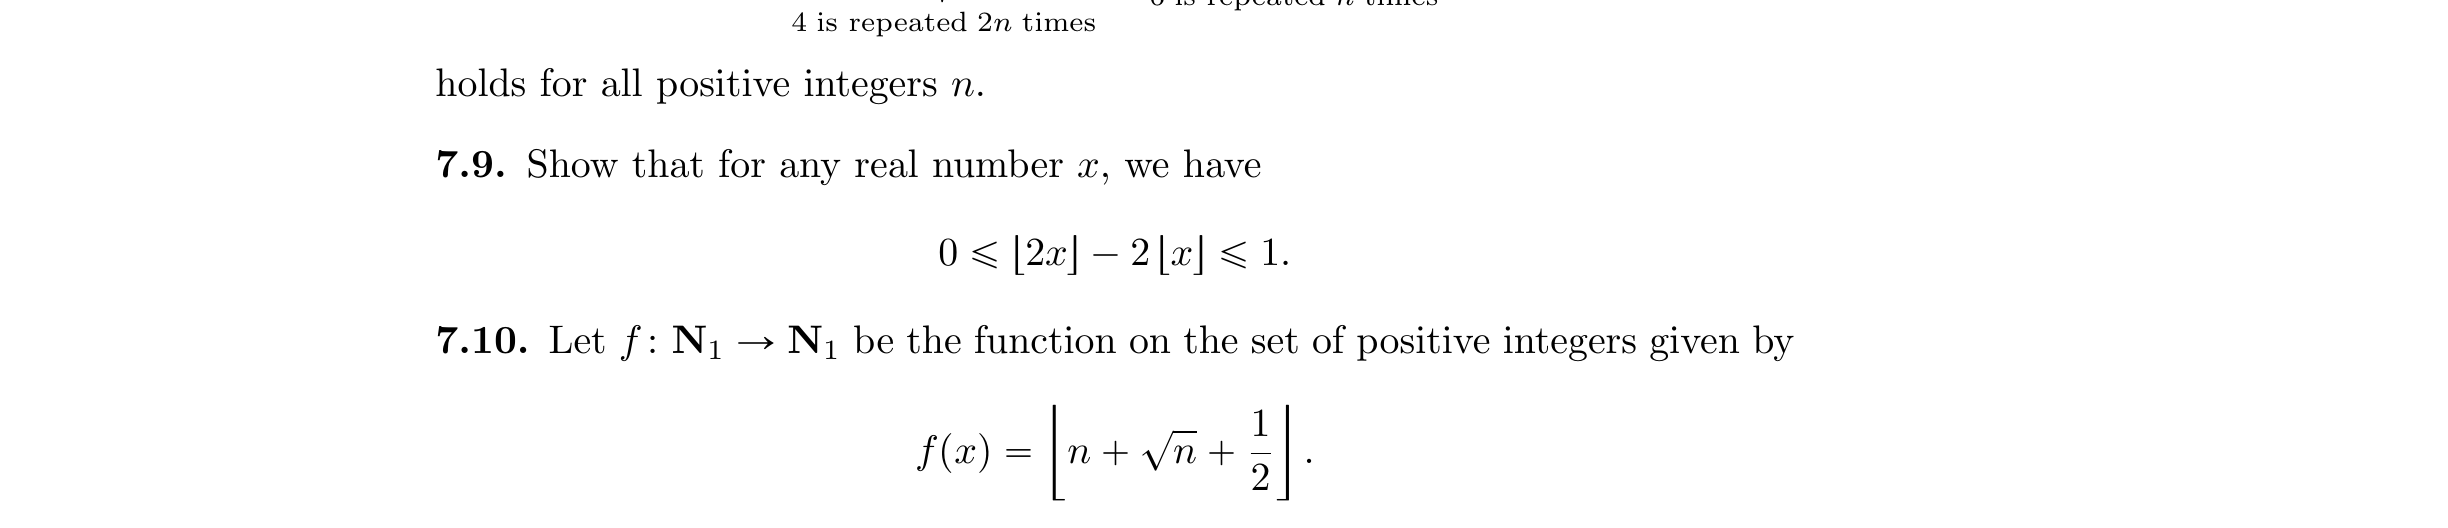 4 is repeated 2n times
holds for all positive integers n.
7.9. Show that for any real number x, we have
0 ⩽ ⌊2x⌋ − 2⌊x⌋ ⩽ 1.
7.10. Let f : N₁ → N₁ be the function on the set of positive integers given by
f(x) = ⌊n + √n + 1/2⌋.